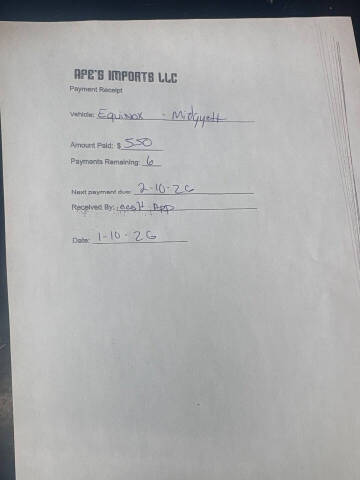 APE'S IMPORTS LLC
Payment Receipt
Vehicle: Equinox - Midgyett
Amount Paid: $ 550
Payments Remaining: 6
Next payment due: 2-10-26
Received By: cash App
Date: 1-10-26